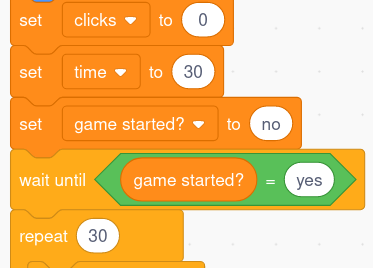 set clicks to 0
set time to 30
set game started? to no
wait until game started? = yes
repeat 30